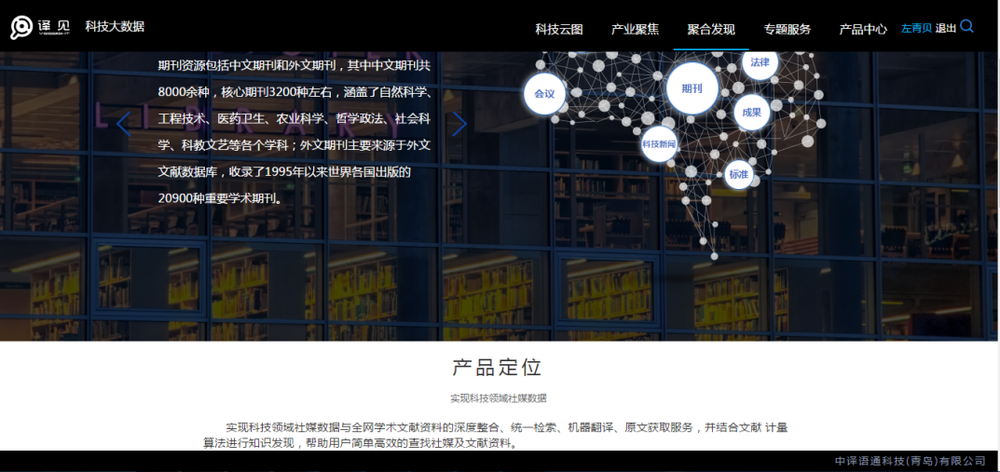 译见 科技大数据 科技云图 产业聚焦 聚合发现 专题服务 产品中心 左青贝 退出
期刊资源包括中文期刊和外文期刊，其中中文期刊共
8000余种，核心期刊3200种左右，涵盖了自然科学、
工程技术、医药卫生、农业科学、哲学政法、社会科
学、科教文艺等各个学科；外文期刊主要来源于外文
文献数据库，收录了1995年以来世界各国出版的
20900种重要学术期刊。
法律
期刊
会议
成果
科技新闻
标准
LIBRARY
产品定位
实现科技领域社媒数据
实现科技领域社媒数据与全网学术文献资料的深度整合、统一检索、机器翻译、原文获取服务，并结合文献 计量
算法进行知识发现，帮助用户简单高效的查找社媒及文献资料。
中译语通科技(青岛)有限公司